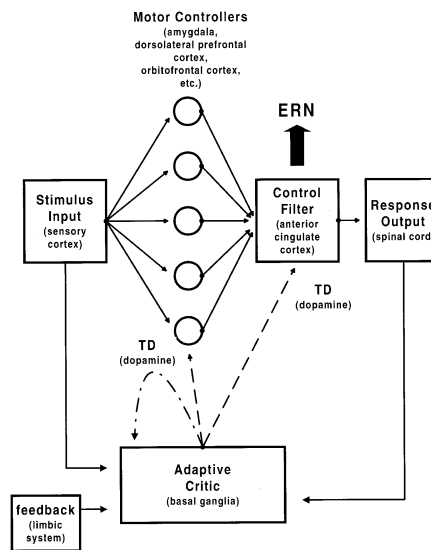 Motor Controllers
(amygdala,
dorsolateral prefrontal
cortex,
orbitofrontal cortex,
etc.)
ERN
Stimulus
Input
(sensory
cortex)
Control
Filter
(anterior
cingulate
cortex)
Response
Output
(spinal cord
TD
(dopamine)
TD
(dopamine)
Adaptive
Critic
(basal ganglia)
feedback
(limbic
system)